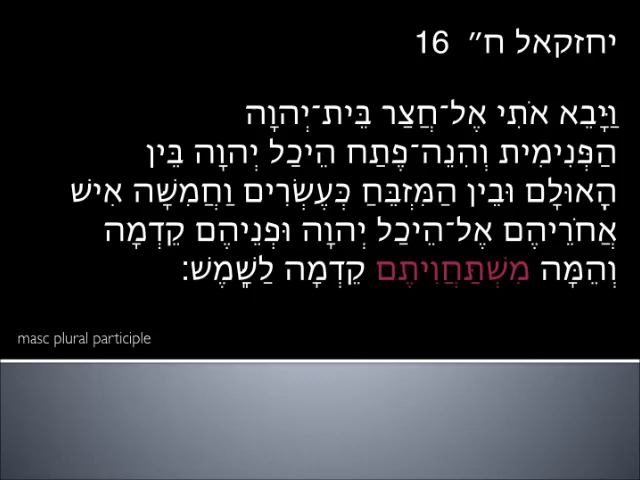 יחזקאל ח״ 16
וַיָּבֵא אֹתִי אֶל־חֲצַר בֵּית־יְהוָה
הַפְּנִימִית וְהִנֵה־פֶתַח הֵיכַל יְהוָה בֵּין
הָאוּלָם וּבֵין הַמִּזְבֵּחַ כְּעֶשְׂרִים וַחֲמִשָּׁה אִישׁ
אֲחֹרֵיהֶם אֶל־הֵיכַל יְהוָה וּפְנֵיהֶם קֵדְמָה
וְהֵמָּה מִשְׁתַּחֲוִיתֶם קֵדְמָה לַשָּׁמֶשׁ׃
masc plural participle